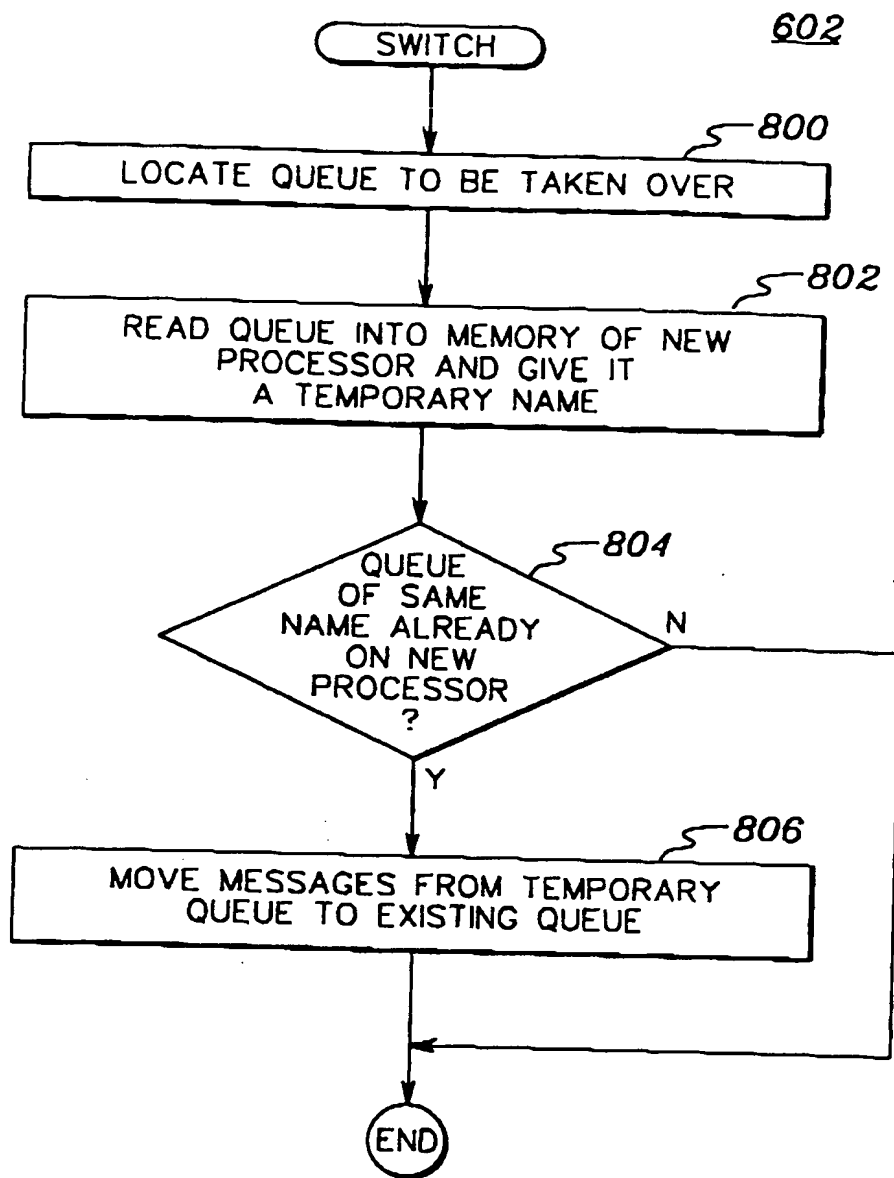 602
SWITCH
800
LOCATE QUEUE TO BE TAKEN OVER
802
READ QUEUE INTO MEMORY OF NEW
PROCESSOR AND GIVE IT
A TEMPORARY NAME
804
QUEUE
OF SAME
NAME ALREADY
ON NEW
PROCESSOR
?
N
Y
806
MOVE MESSAGES FROM TEMPORARY
QUEUE TO EXISTING QUEUE
END